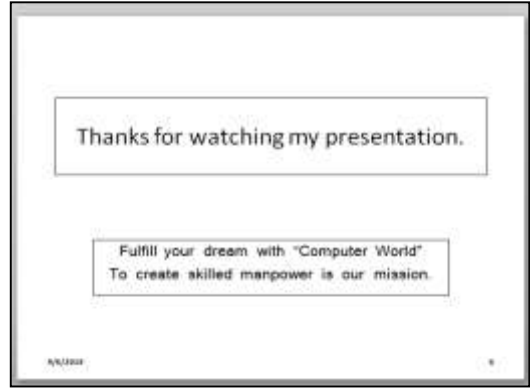 Thanks for watching my presentation.
Fulfill your dream with "Computer World"
To create skilled manpower is our mission.